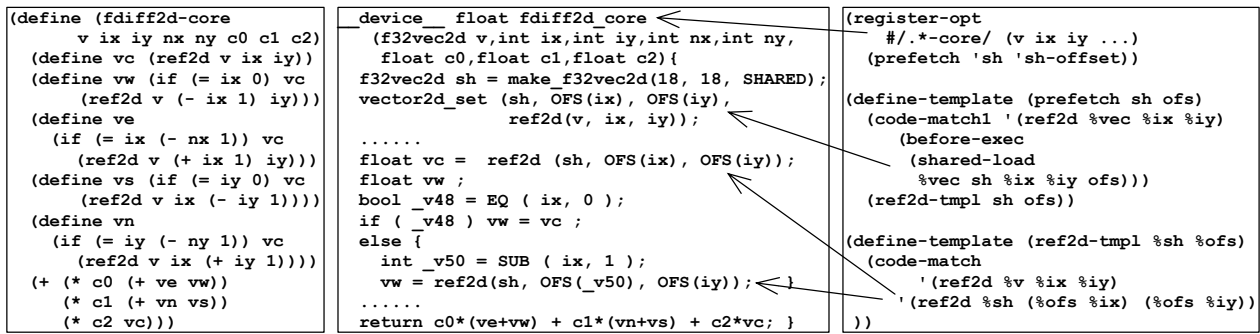 (define (fdiff2d-core
v ix iy nx ny c0 c1 c2)
(define vc (ref2d v ix iy))
(define vw (if (= ix 0) vc
(ref2d v (- ix 1) iy)))
(define ve
(if (= ix (- nx 1)) vc
(ref2d v (+ ix 1) iy)))
(define vs (if (= iy 0) vc
(ref2d v ix (- iy 1))))
(define vn
(if (= iy (- ny 1)) vc
(ref2d v ix (+ iy 1))))
(+ (* c0 (+ ve vw))
(* c1 (+ vn vs))
(* c2 vc)))
__device__ float fdiff2d_core
(f32vec2d v,int ix,int iy,int nx,int ny,
float c0,float c1,float c2){
f32vec2d sh = make_f32vec2d(18, 18, SHARED);
vector2d_set (sh, OFS(ix), OFS(iy),
ref2d(v, ix, iy));
......
float vc = ref2d (sh, OFS(ix), OFS(iy));
float vw ;
bool _v48 = EQ ( ix, 0 );
if ( _v48 ) vw = vc ;
else {
int _v50 = SUB ( ix, 1 );
vw = ref2d(sh, OFS(_v50), OFS(iy)); }
......
return c0*(ve+vw) + c1*(vn+vs) + c2*vc; }
(register-opt
#/.*-core/ (v ix iy ...)
(prefetch 'sh 'sh-offset))
(define-template (prefetch sh ofs)
(code-match1 '(ref2d %vec %ix %iy)
(before-exec
(shared-load
%vec sh %ix %iy ofs)))
(ref2d-tmpl sh ofs))
(define-template (ref2d-tmpl %sh %ofs)
(code-match
'(ref2d %v %ix %iy)
'(ref2d %sh (%ofs %ix) (%ofs %iy))
))